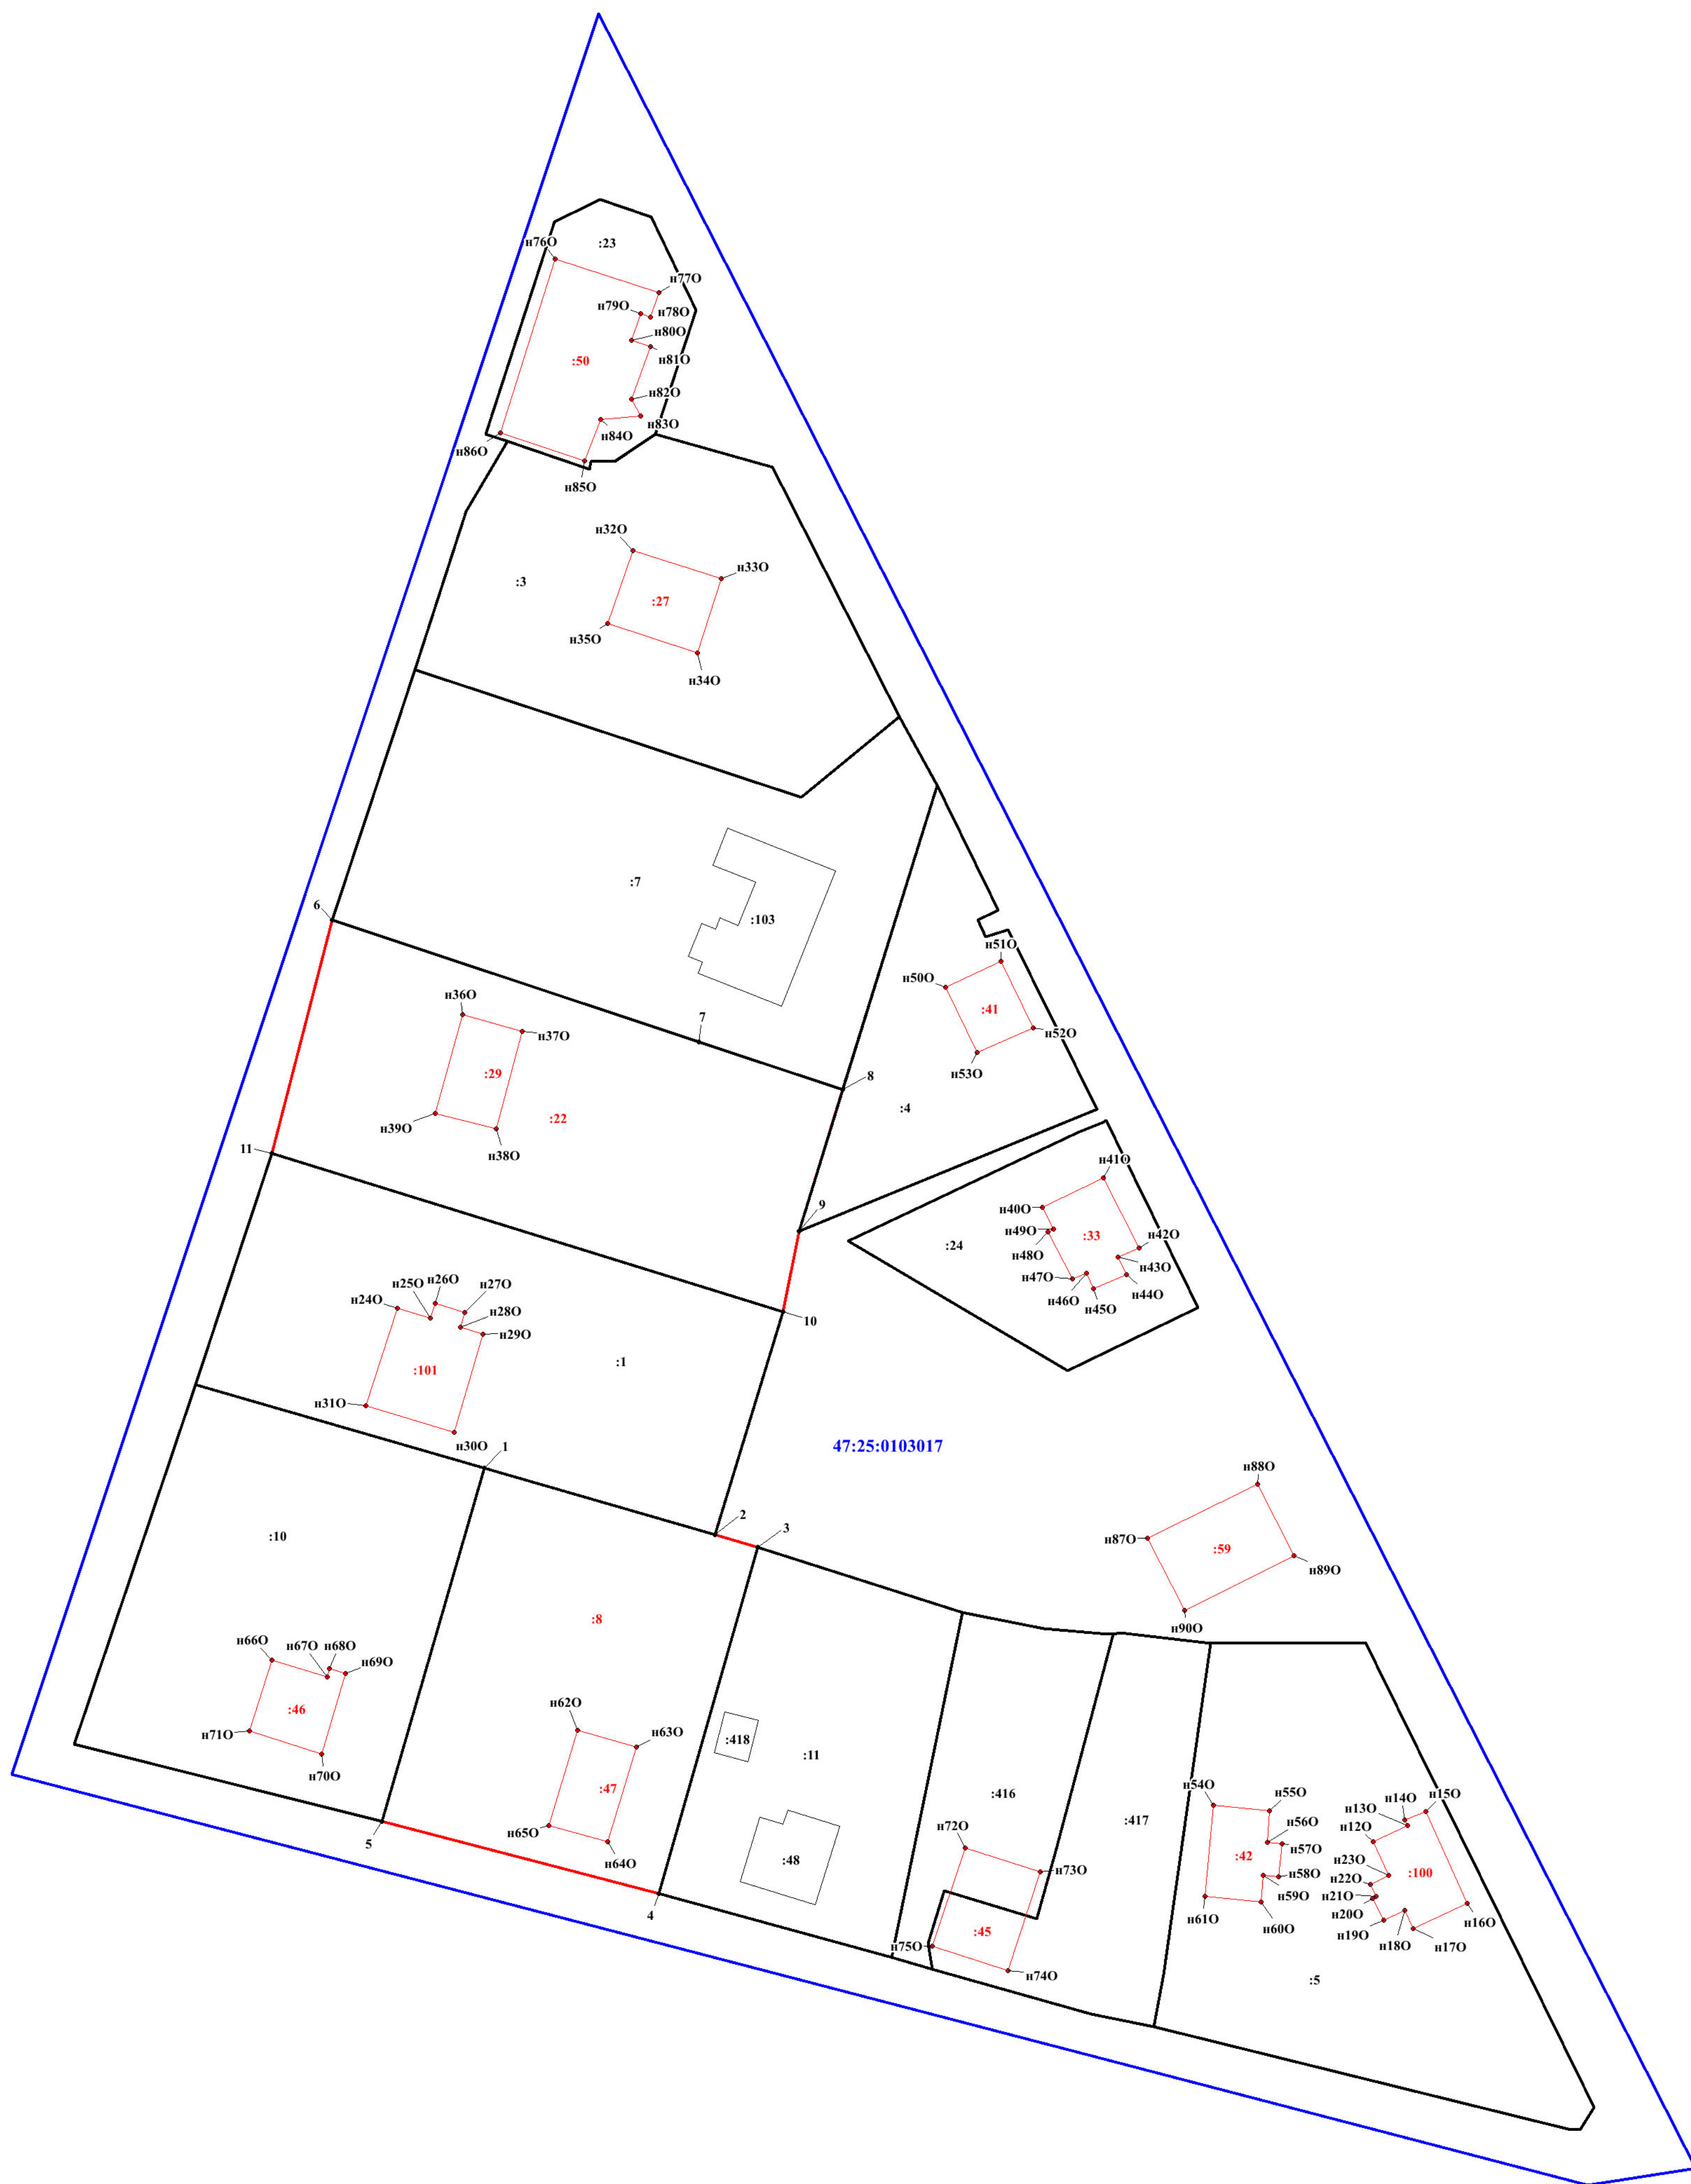 н76О
:23
н77О
н79О
н78О
н80О
:50
н81О
н82О
н83О
н84О
н86О
н85О
н32О
н33О
:3
:27
н35О
н34О
:7
6
:103
н51О
н50О
н36О
:41
7
н37О
н52О
:29
н53О
8
:4
:22
н39О
11
н38О
н41О
9
н40О
н49О
:33
н42О
:24
н48О
н43О
н47О
н44О
н46О
н45О
н26О
н25О
н27О
н24О
н28О
10
н29О
:1
:101
н31О
н30О
1
47:25:0103017
н88О
2
3
:10
н87О
:59
н89О
:8
н90О
н66О
н67О
н68О
н69О
:46
н62О
н71О
н63О
:418
:11
н70О
:47
:416
н54О
н14О
н15О
н55О
н13О
:417
н56О
н12О
н65О
н57О
5
н64О
н72О
:42
:48
н73О
н23О
:100
н58О
н22О
н59О
н21О
4
н61О
н60О
н20О
н16О
:45
н19О
н18О
н17О
н75О
н74О
:5